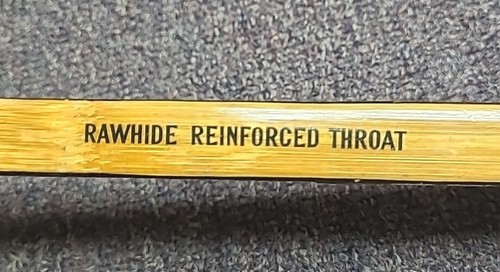 RAWHIDE REINFORCED THROAT